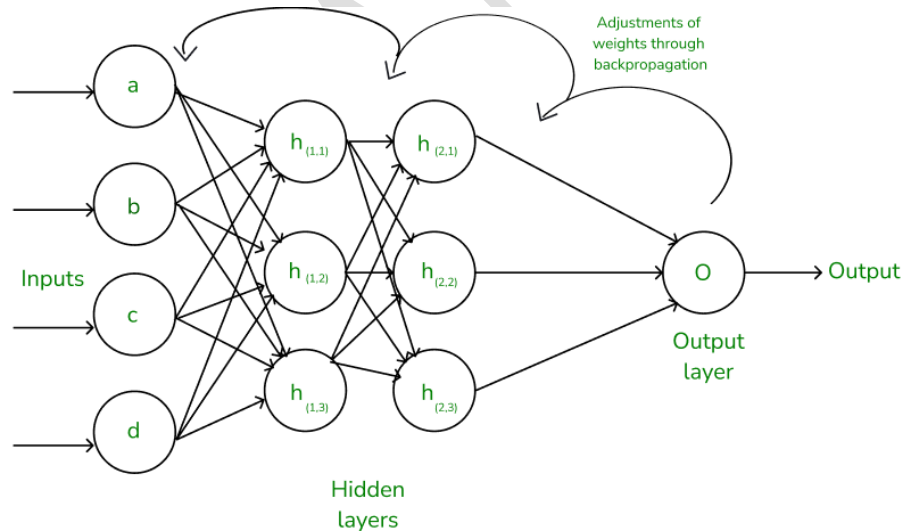 Adjustments of
weights through
backpropagation
a
h(1,1)
h(2,1)
b
Inputs
h(1,2)
h(2,2)
O
Output
c
Output
layer
h(1,3)
h(2,3)
d
Hidden
layers